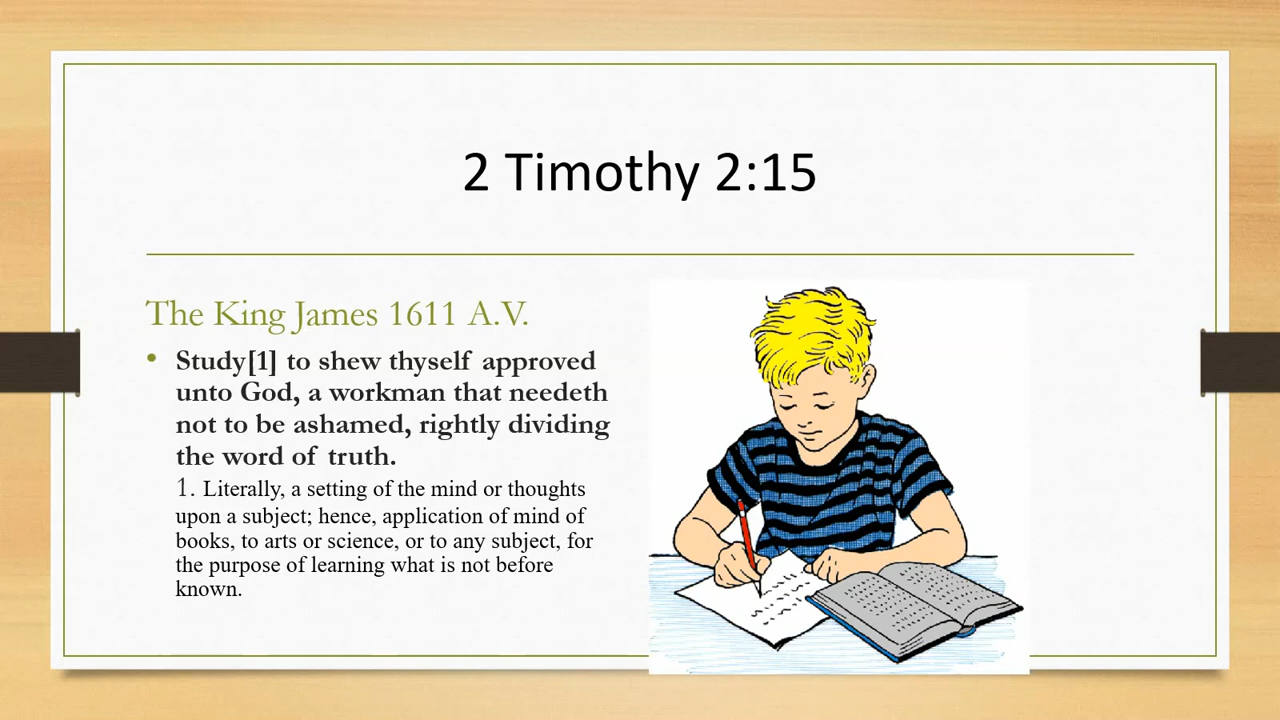 2 Timothy 2:15
The King James 1611 A.V.
• Study[1] to shew thyself approved
unto God, a workman that needeth
not to be ashamed, rightly dividing
the word of truth.
1. Literally, a setting of the mind or thoughts
upon a subject; hence, application of mind of
books, to arts or science, or to any subject, for
the purpose of learning what is not before
known.